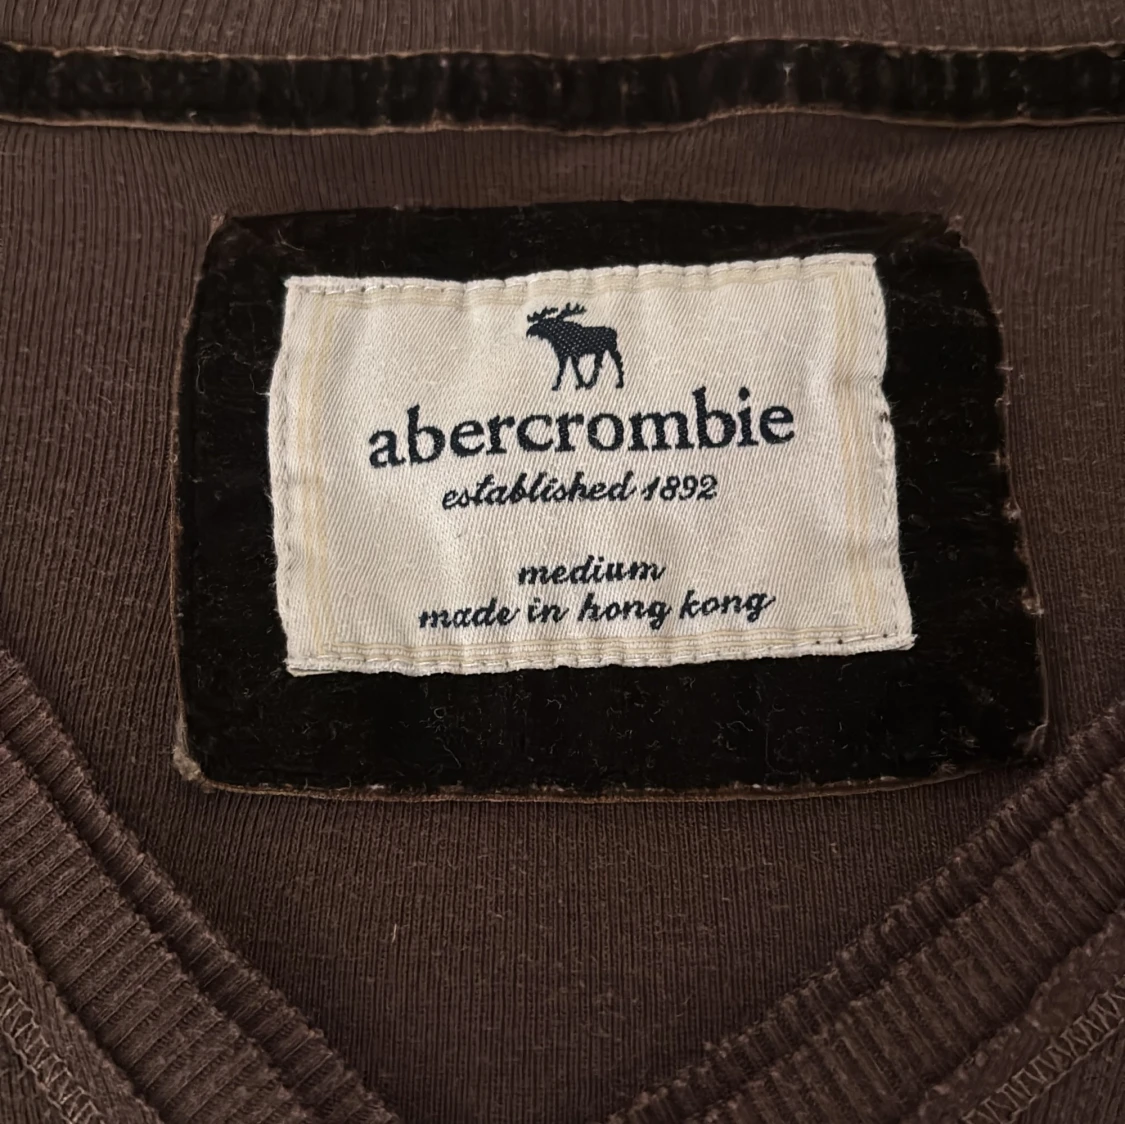 abercrombie
established 1892
medium
made in hong kong